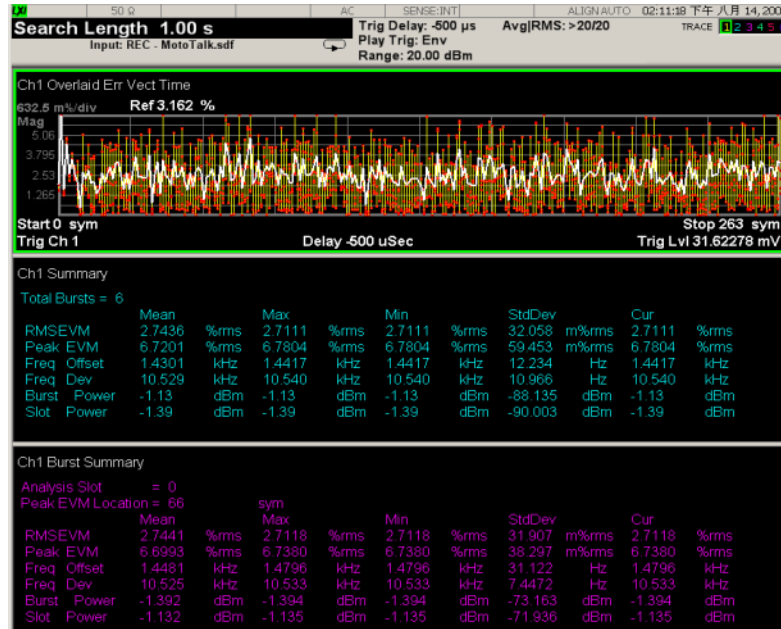 LXI 50 Ω AC SENSE:INT ALIGN AUTO 02:11:18 下午 八月 14, 200
Search Length 1.00 s
Input: REC - MotoTalk.sdf
Trig Delay: -500 µs
Play Trig: Env
Range: 20.00 dBm
Avg|RMS: >20/20
TRACE 1 2 3 4 5
Ch1 Overlaid Err Vect Time
632.5 m%/div Ref 3.162 %
Mag
5.06
3.795
2.53
1.265
Start 0 sym Stop 263 sym
Trig Ch 1 Delay -500 uSec Trig Lvl 31.62278 mV
Ch1 Summary
Total Bursts = 6
Mean Max Min StdDev Cur
RMSEVM 2.7436 %rms 2.7111 %rms 2.7111 %rms 32.058 m%rms 2.7111 %rms
Peak EVM 6.7201 %rms 6.7804 %rms 6.7804 %rms 59.453 m%rms 6.7804 %rms
Freq Offset 1.4301 kHz 1.4417 kHz 1.4417 kHz 12.234 Hz 1.4417 kHz
Freq Dev 10.529 kHz 10.540 kHz 10.540 kHz 10.966 Hz 10.540 kHz
Burst Power -1.13 dBm -1.13 dBm -1.13 dBm -88.135 dBm -1.13 dBm
Slot Power -1.39 dBm -1.39 dBm -1.39 dBm -90.003 dBm -1.39 dBm
Ch1 Burst Summary
Analysis Slot = 0
Peak EVM Location = 66 sym
Mean Max Min StdDev Cur
RMSEVM 2.7441 %rms 2.7118 %rms 2.7118 %rms 31.907 m%rms 2.7118 %rms
Peak EVM 6.6993 %rms 6.7380 %rms 6.7380 %rms 38.297 m%rms 6.7380 %rms
Freq Offset 1.4481 kHz 1.4796 kHz 1.4796 kHz 31.122 Hz 1.4796 kHz
Freq Dev 10.525 kHz 10.533 kHz 10.533 kHz 7.4472 Hz 10.533 kHz
Burst Power -1.392 dBm -1.394 dBm -1.394 dBm -73.163 dBm -1.394 dBm
Slot Power -1.132 dBm -1.135 dBm -1.135 dBm -71.936 dBm -1.135 dBm